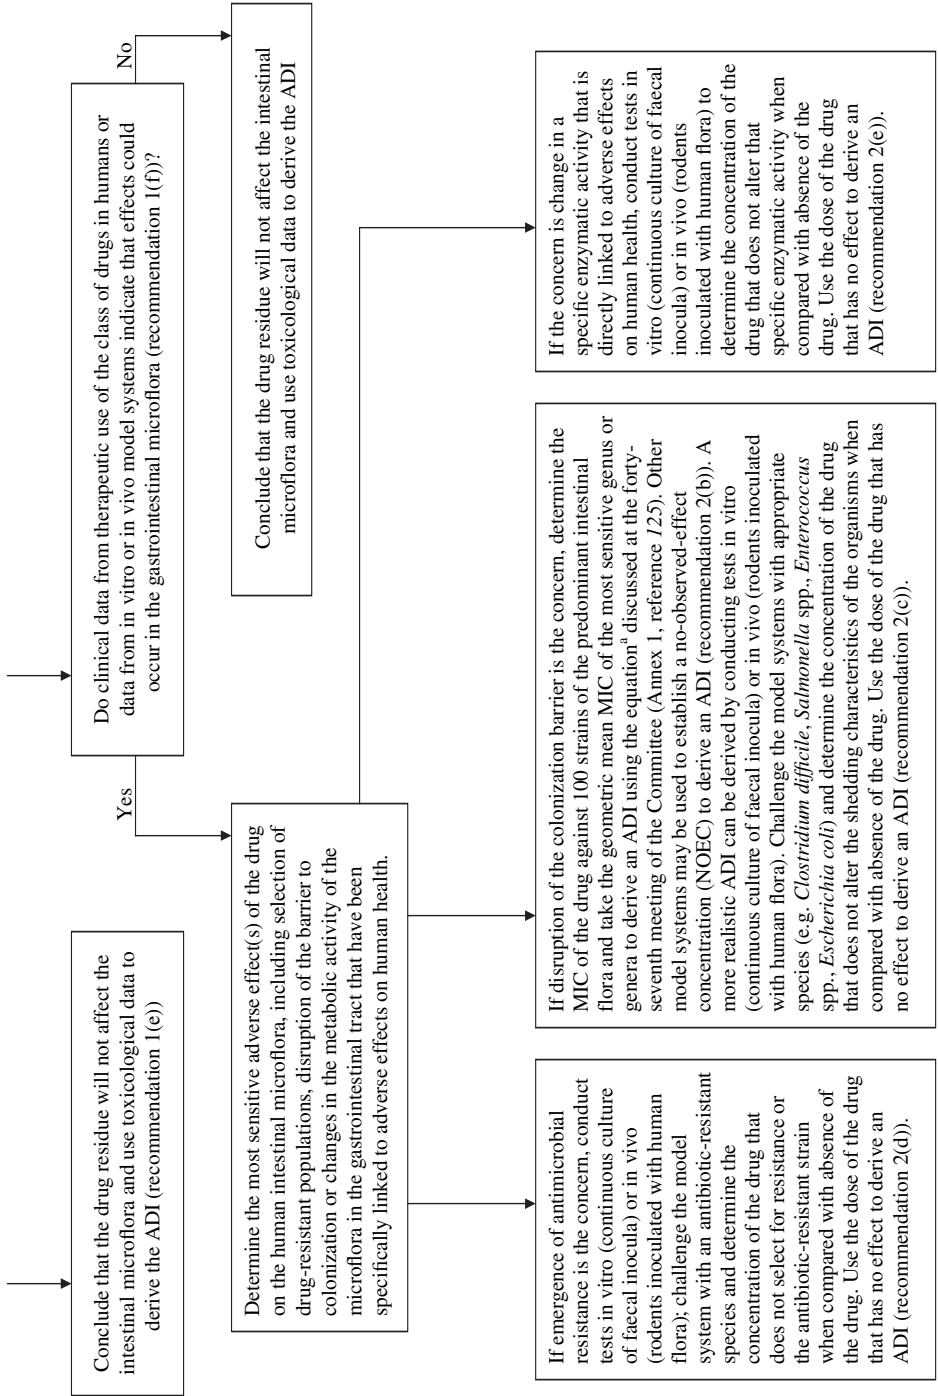 Conclude that the drug residue will not affect the
intestinal microflora and use toxicological data to
derive the ADI (recommendation 1(e))
Do clinical data from therapeutic use of the class of drugs in humans or
data from in vitro or in vivo model systems indicate that effects could
occur in the gastrointestinal microflora (recommendation 1(f))?
Yes
No
Determine the most sensitive adverse effect(s) of the drug
on the human intestinal microflora, including selection of
drug-resistant populations, disruption of the barrier to
colonization or changes in the metabolic activity of the
microflora in the gastrointestinal tract that have been
specifically linked to adverse effects on human health.
Conclude that the drug residue will not affect the intestinal
microflora and use toxicological data to derive the ADI
If emergence of antimicrobial
resistance is the concern, conduct
tests in vitro (continuous culture
of faecal inocula) or in vivo
(rodents inoculated with human
flora); challenge the model
system with an antibiotic-resistant
species and determine the
concentration of the drug that
does not select for resistance or
the antibiotic-resistant strain
when compared with absence of
the drug. Use the dose of the drug
that has no effect to derive an
ADI (recommendation 2(d)).
If disruption of the colonization barrier is the concern, determine the
MIC of the drug against 100 strains of the predominant intestinal
flora and take the geometric mean MIC of the most sensitive genus or
genera to derive an ADI using the equationᵃ discussed at the forty-
seventh meeting of the Committee (Annex 1, reference 125). Other
model systems may be used to establish a no-observed-effect
concentration (NOEC) to derive an ADI (recommendation 2(b)). A
more realistic ADI can be derived by conducting tests in vitro
(continuous culture of faecal inocula) or in vivo (rodents inoculated
with human flora). Challenge the model systems with appropriate
species (e.g. Clostridium difficile, Salmonella spp., Enterococcus
spp., Escherichia coli) and determine the concentration of the drug
that does not alter the shedding characteristics of the organisms when
compared with absence of the drug. Use the dose of the drug that has
no effect to derive an ADI (recommendation 2(c)).
If the concern is change in a
specific enzymatic activity that is
directly linked to adverse effects
on human health, conduct tests in
vitro (continuous culture of faecal
inocula) or in vivo (rodents
inoculated with human flora) to
determine the concentration of the
drug that does not alter that
specific enzymatic activity when
compared with absence of the
drug. Use the dose of the drug
that has no effect to derive an
ADI (recommendation 2(e)).